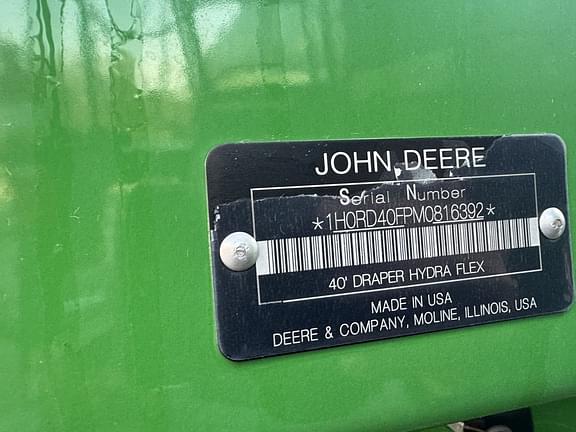 JOHN DEERE
Serial Number
*1H0RD40FPM0816392*
40' DRAPER HYDRA FLEX
MADE IN USA
DEERE & COMPANY, MOLINE, ILLINOIS, USA